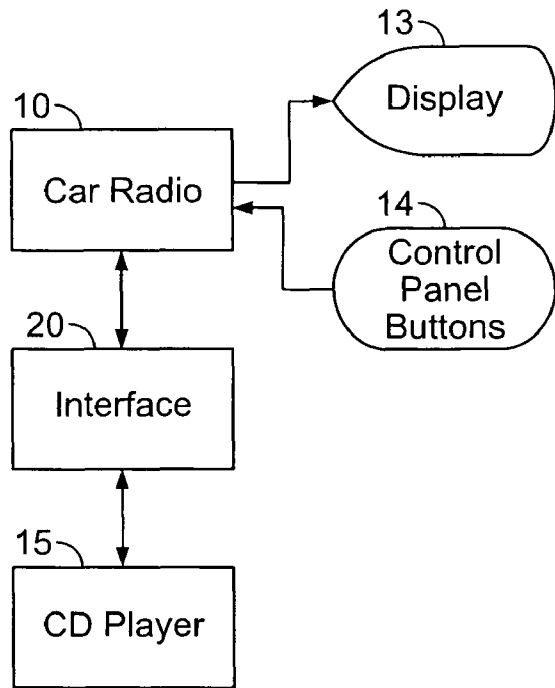 13
Display
10
Car Radio
14
Control
Panel
Buttons
20
Interface
15
CD Player